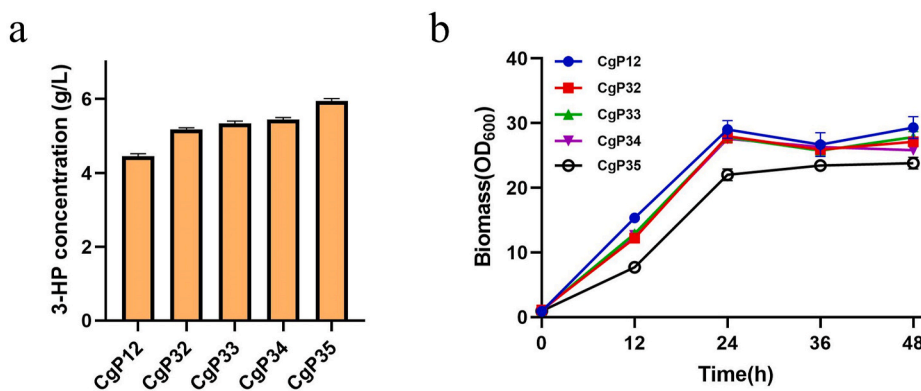 a
3-HP concentration (g/L)
6
4
2
0
CgP12
CgP32
CgP33
CgP34
CgP35
b
Biomass(OD600)
40
30
20
10
0
CgP12
CgP32
CgP33
CgP34
CgP35
0
12
24
36
48
Time(h)